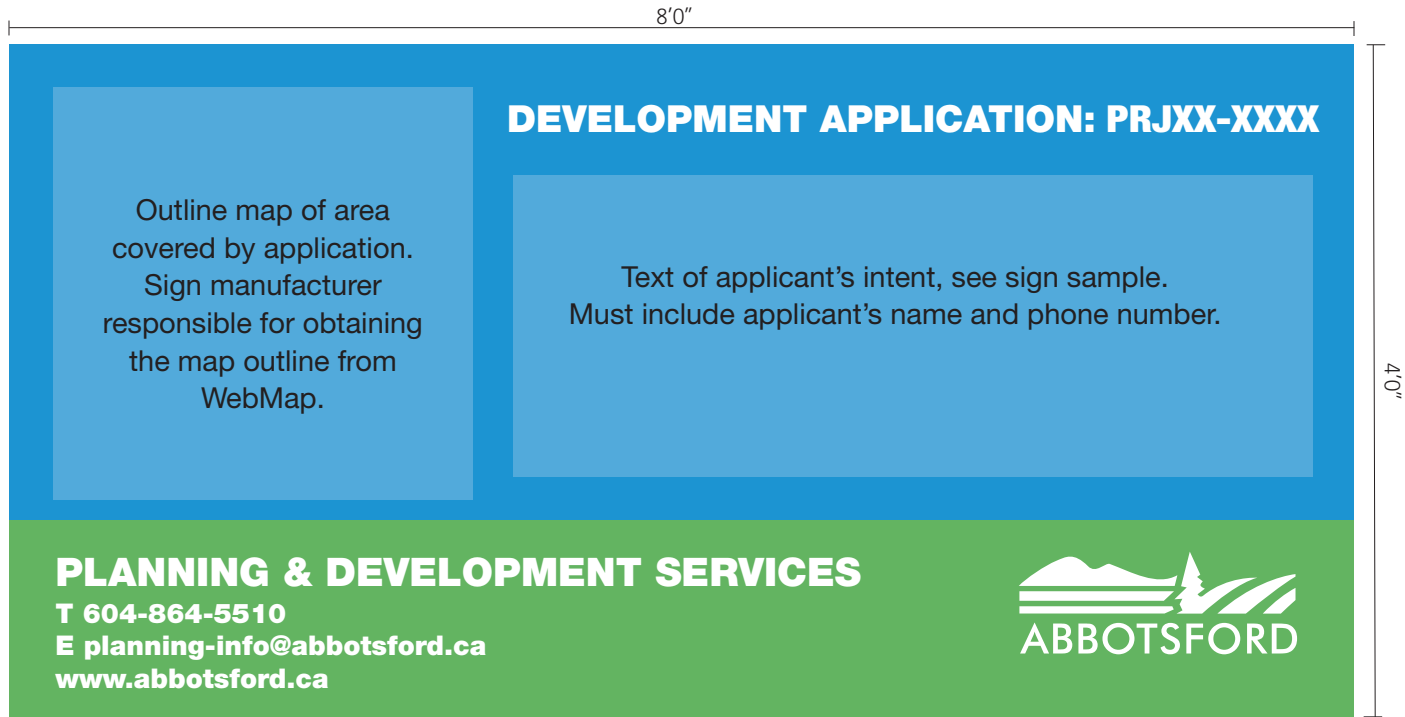 8’0”
DEVELOPMENT APPLICATION: PRJXX-XXXX
Outline map of area
covered by application.
Sign manufacturer
responsible for obtaining
the map outline from
WebMap.
Text of applicant’s intent, see sign sample.
Must include applicant’s name and phone number.
4’0”
PLANNING & DEVELOPMENT SERVICES
T 604-864-5510
E planning-info@abbotsford.ca
www.abbotsford.ca
ABBOTSFORD